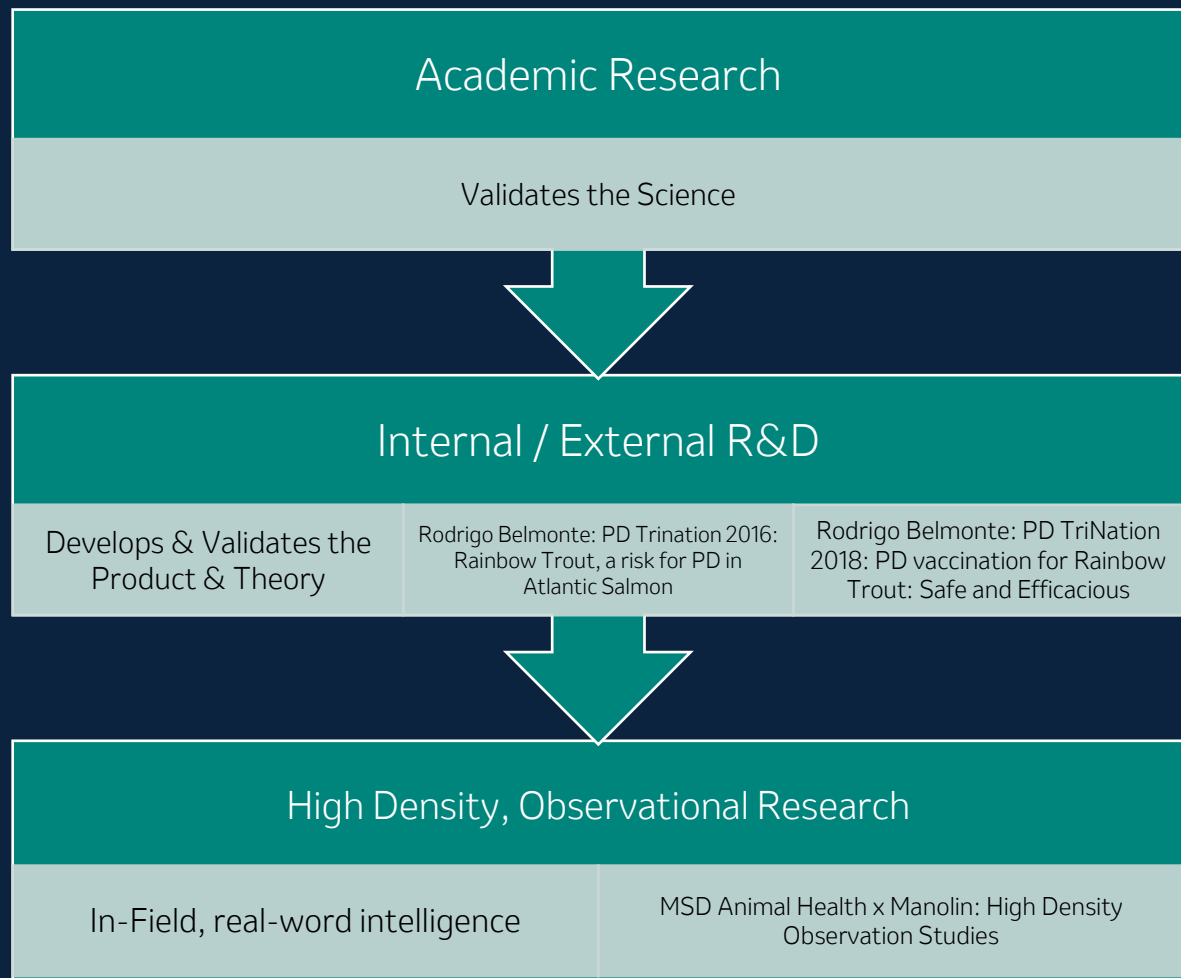 Academic Research
Validates the Science
Internal / External R&D
Develops & Validates the
Product & Theory
Rodrigo Belmonte: PD Trination 2016:
Rainbow Trout, a risk for PD in
Atlantic Salmon
Rodrigo Belmonte: PD TriNation
2018: PD vaccination for Rainbow
Trout: Safe and Efficacious
High Density, Observational Research
In-Field, real-word intelligence
MSD Animal Health x Manolin: High Density
Observation Studies